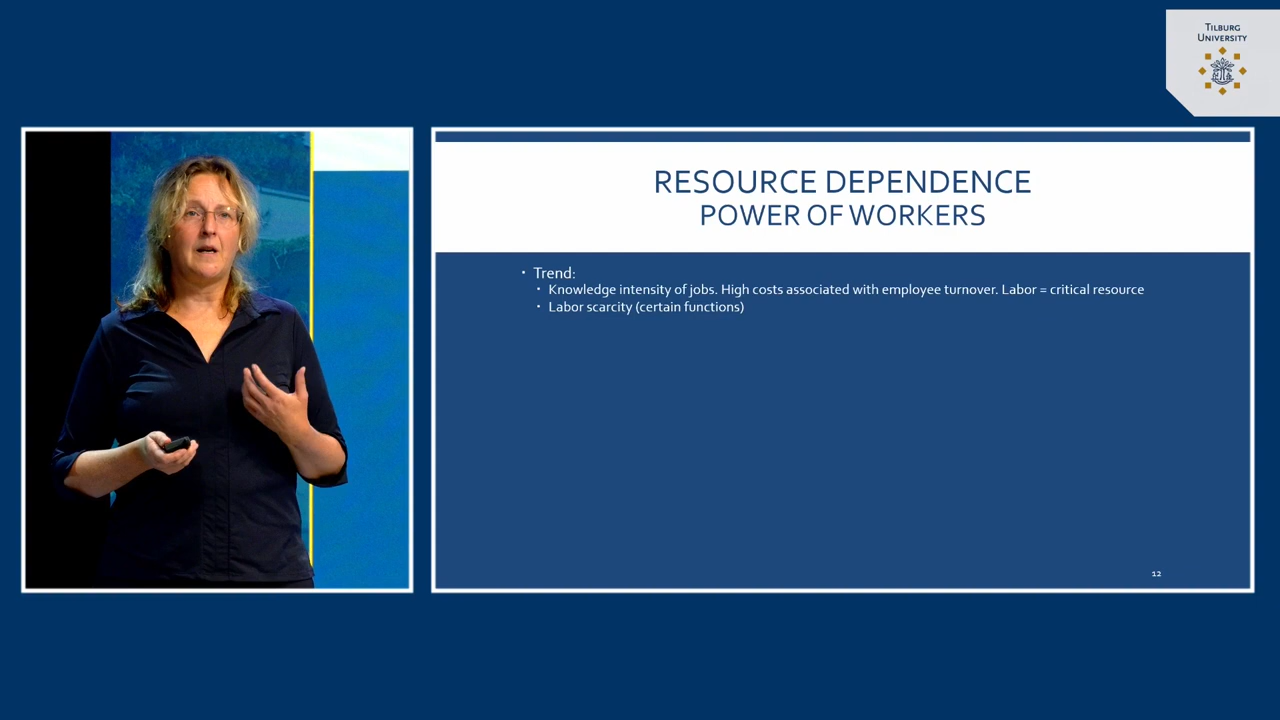 TILBURG
UNIVERSITY
RESOURCE DEPENDENCE
POWER OF WORKERS
• Trend:
• Knowledge intensity of jobs. High costs associated with employee turnover. Labor = critical resource
• Labor scarcity (certain functions)
12